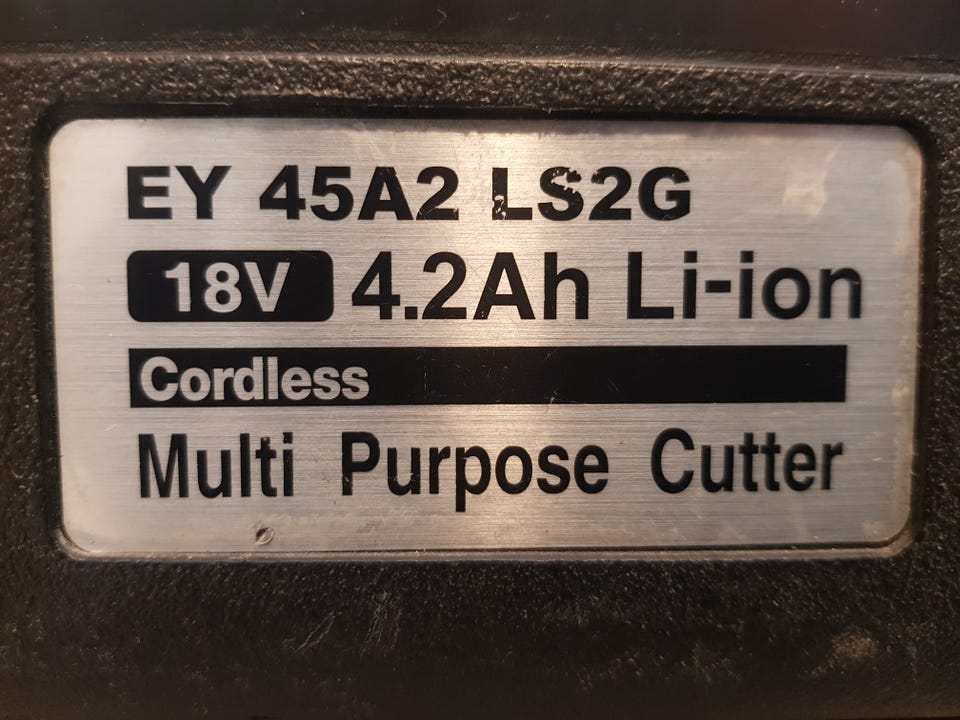 EY 45A2 LS2G
18V 4.2Ah Li-ion
Cordless
Multi Purpose Cutter